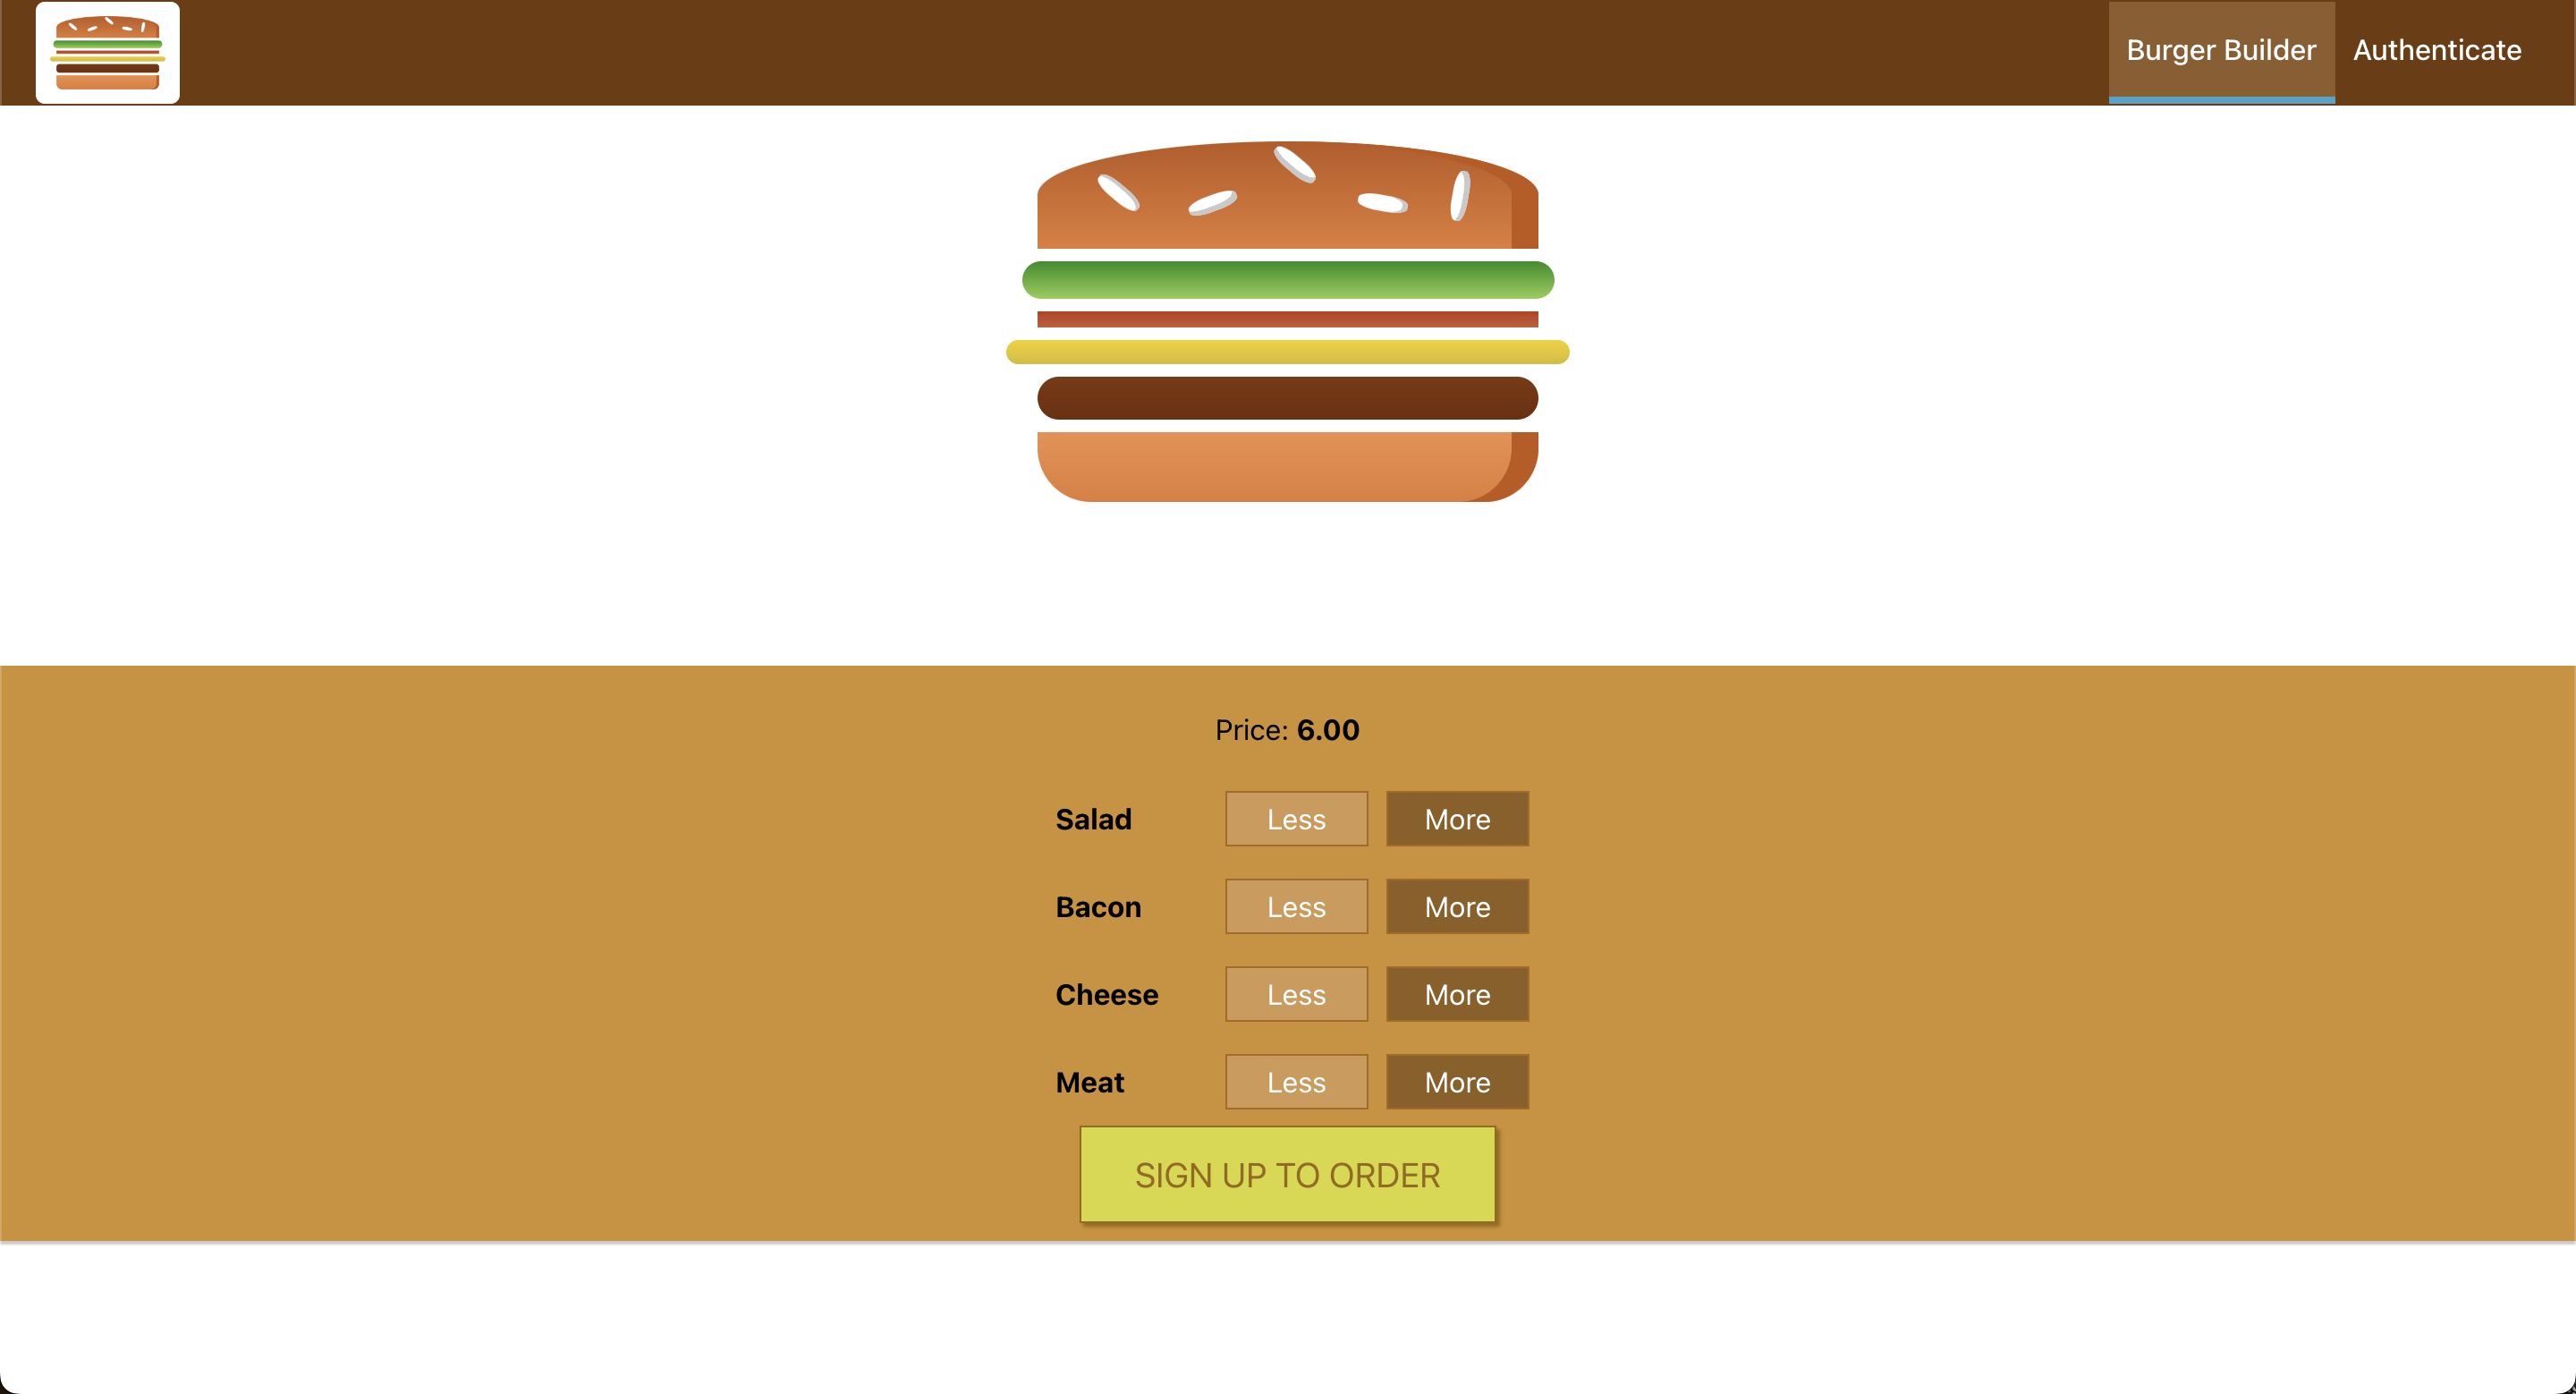 Burger Builder Authenticate
Price: 6.00
Salad Less More
Bacon Less More
Cheese Less More
Meat Less More
SIGN UP TO ORDER